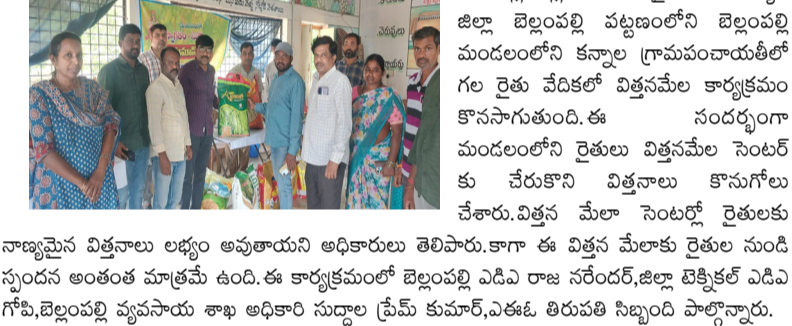 జిల్లా బెల్లంపల్లి పట్టణంలోని బెల్లంపల్లి
మండలంలోని కన్నాల గ్రామపంచాయతీలో
గల రైతు వేదికలో విత్తనమేల కార్యక్రమం
కొనసాగుతుంది.ఈ సందర్భంగా
మండలంలోని రైతులు విత్తనమేల సెంటర్
కు చేరుకొని విత్తనాలు కొనుగోలు
చేశారు.విత్తన మేలా సెంటర్లో రైతులకు
నాణ్యమైన విత్తనాలు లభ్యం అవుతాయని అధికారులు తెలిపారు.కాగా ఈ విత్తన మేలాకు రైతుల నుండి
స్పందన అంతంత మాత్రమే ఉంది.ఈ కార్యక్రమంలో బెల్లంపల్లి ఎడిఎ రాజ నరేందర్,జిల్లా టెక్నికల్ ఎడిఎ
గోపి,బెల్లంపల్లి వ్యవసాయ శాఖ అధికారి సుద్దాల ప్రేమ్ కుమార్,ఎఈఓ తిరుపతి సిబ్బంది పాల్గొన్నారు.